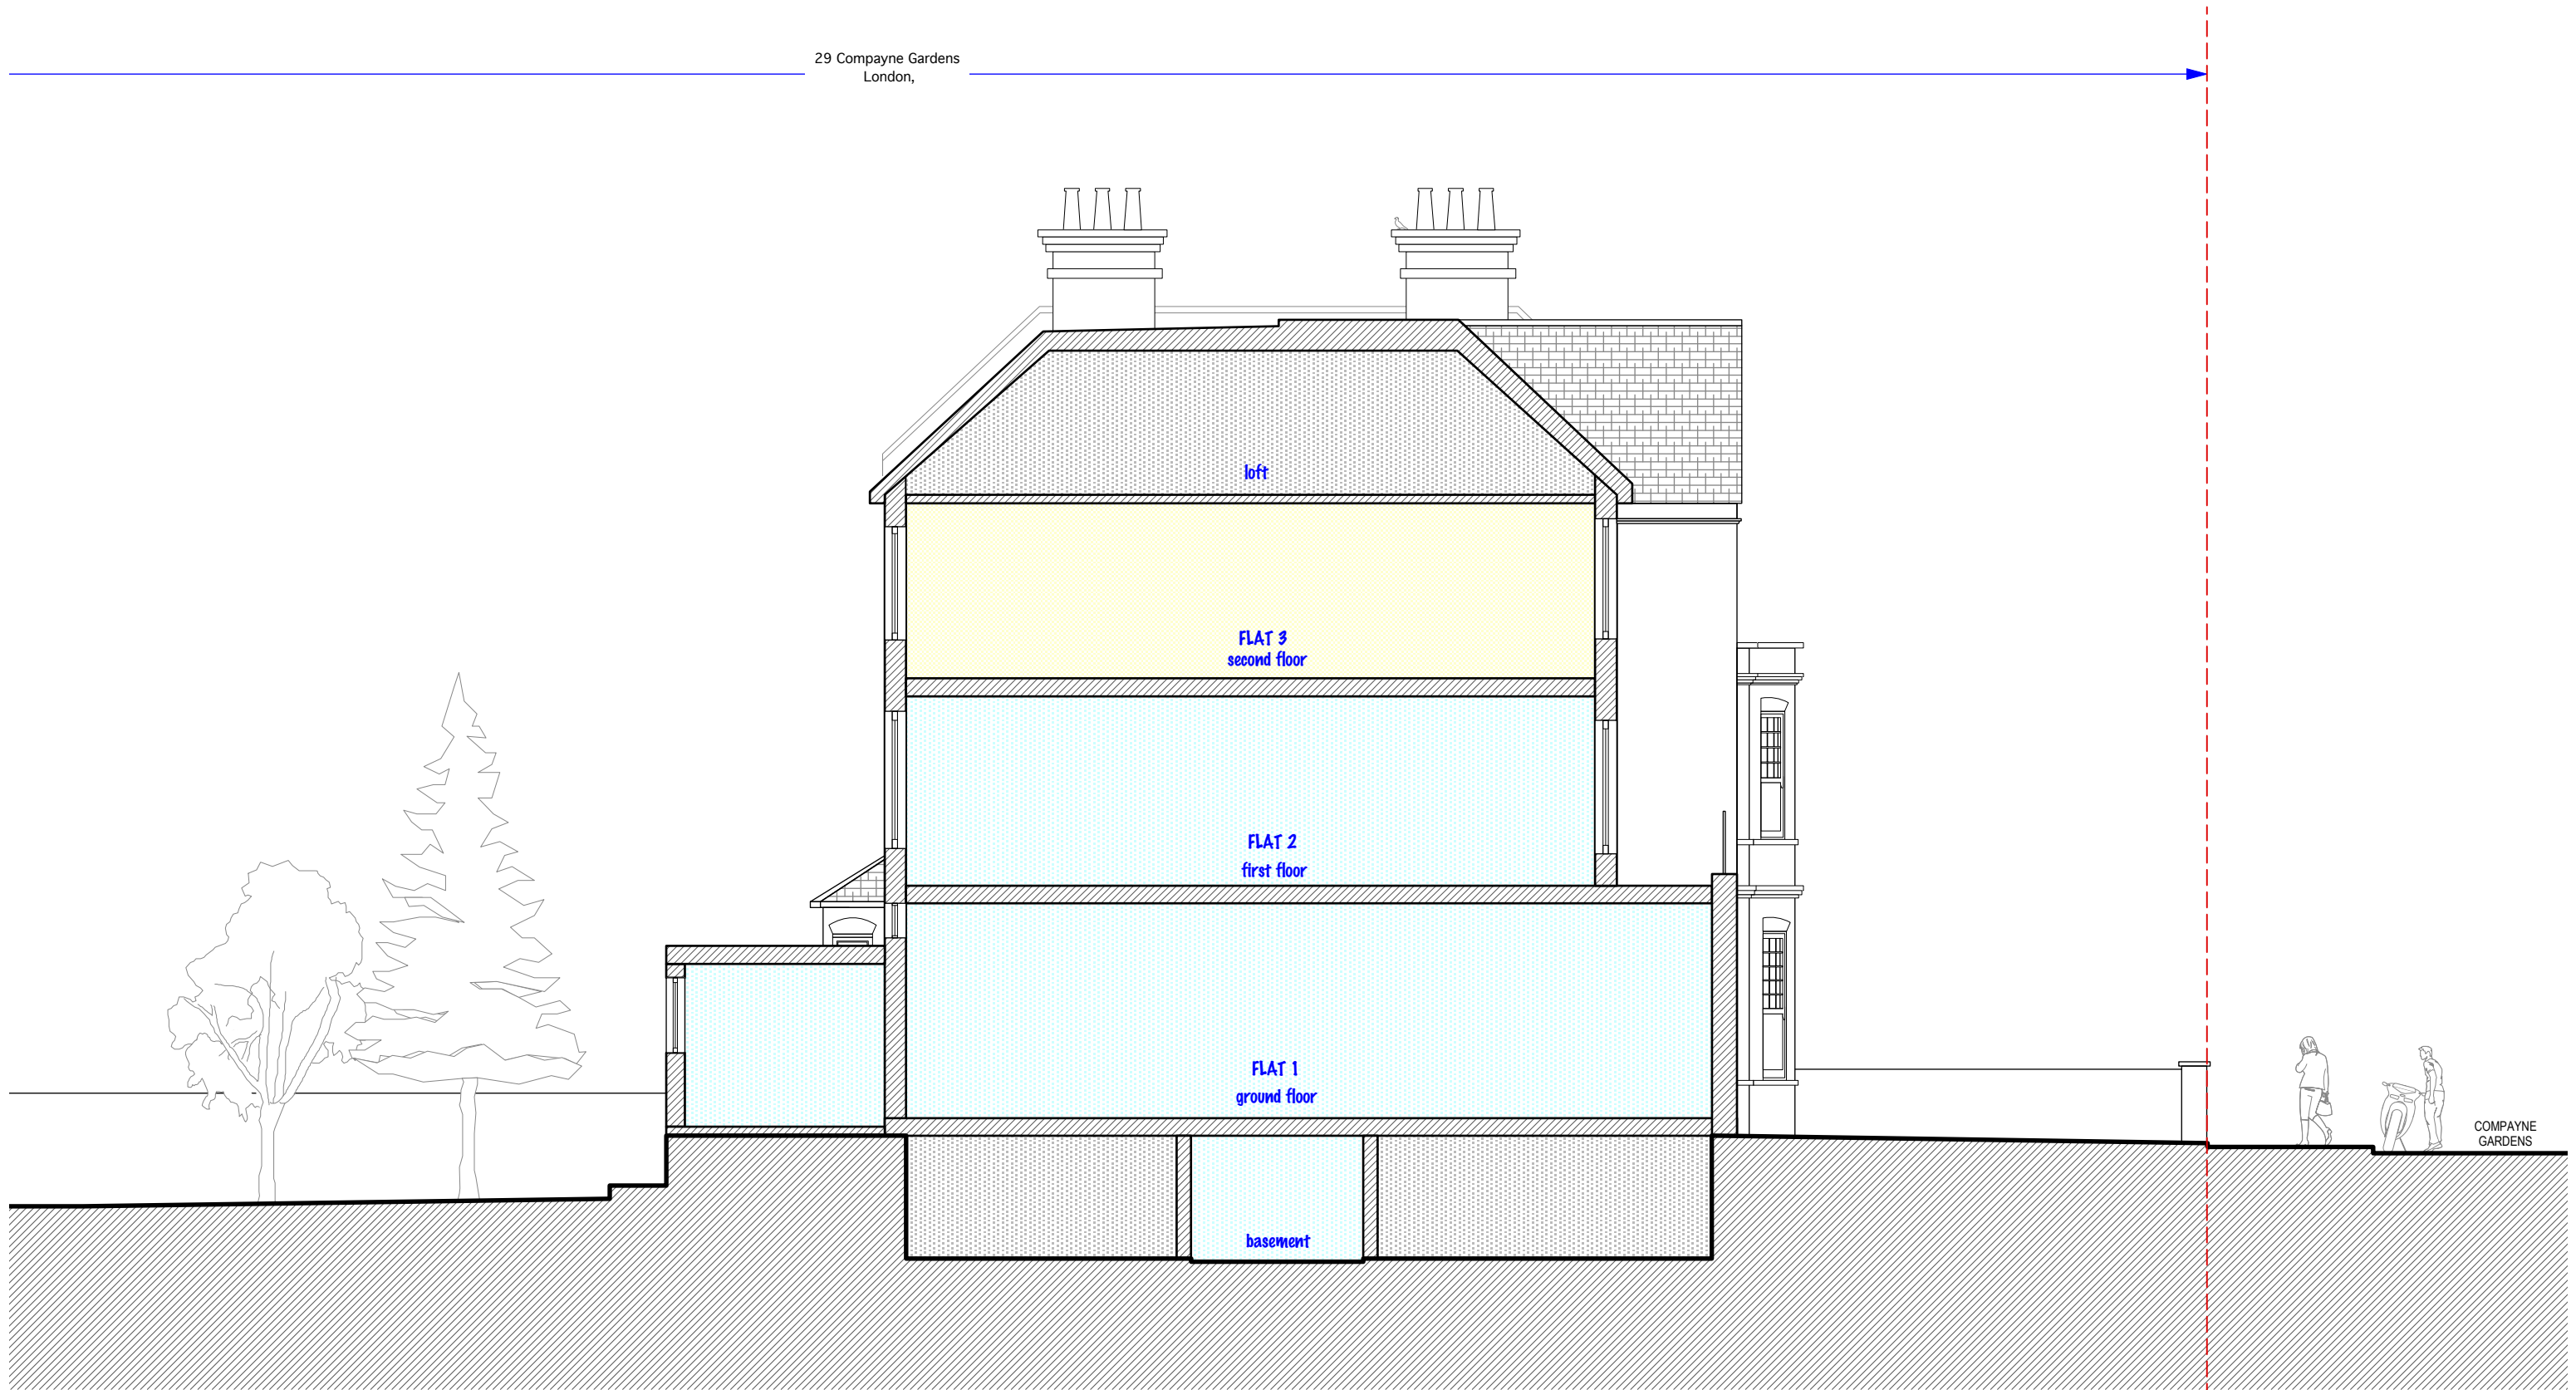 29 Compayne Gardens
London,
loft
FLAT 3
second floor
FLAT 2
first floor
FLAT 1
ground floor
COMPAYNE
GARDENS
basement